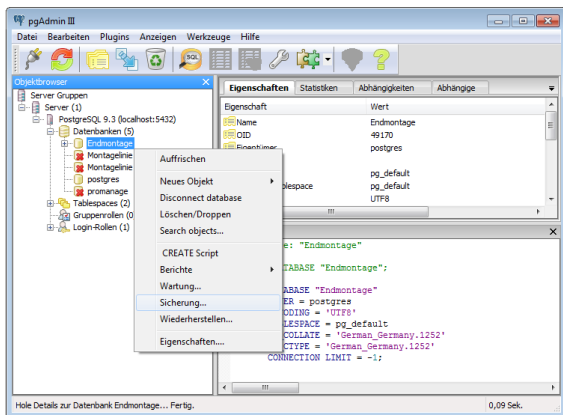 pgAdmin III
Datei Bearbeiten Plugins Anzeigen Werkzeuge Hilfe
SQL
Objektbrowser
Server Gruppen
Server (1)
PostgreSQL 9.3 (localhost:5432)
Datenbanken (5)
Endmontage
Montagelinie
Montagelinie
postgres
promanage
Tablespaces (2)
Gruppenrollen (0
Login-Rollen (1)
Auffrischen
Neues Objekt
Disconnect database
Löschen/Droppen
Search objects...
CREATE Script
Berichte
Wartung...
Sicherung...
Wiederherstellen...
Eigenschaften....
Eigenschaften Statistiken Abhängigkeiten Abhängige
Eigenschaft Wert
Name Endmontage
OID 49170
Eigentümer postgres
pg_default
lespace pg_default
UTF8
e: "Endmontage"
TABASE "Endmontage";
ABASE "Endmontage"
ER = postgres
ODING = 'UTF8'
LESPACE = pg_default
COLLATE = 'German_Germany.1252'
CTYPE = 'German_Germany.1252'
CONNECTION LIMIT = -1;
Hole Details zur Datenbank Endmontage... Fertig. 0,09 Sek.